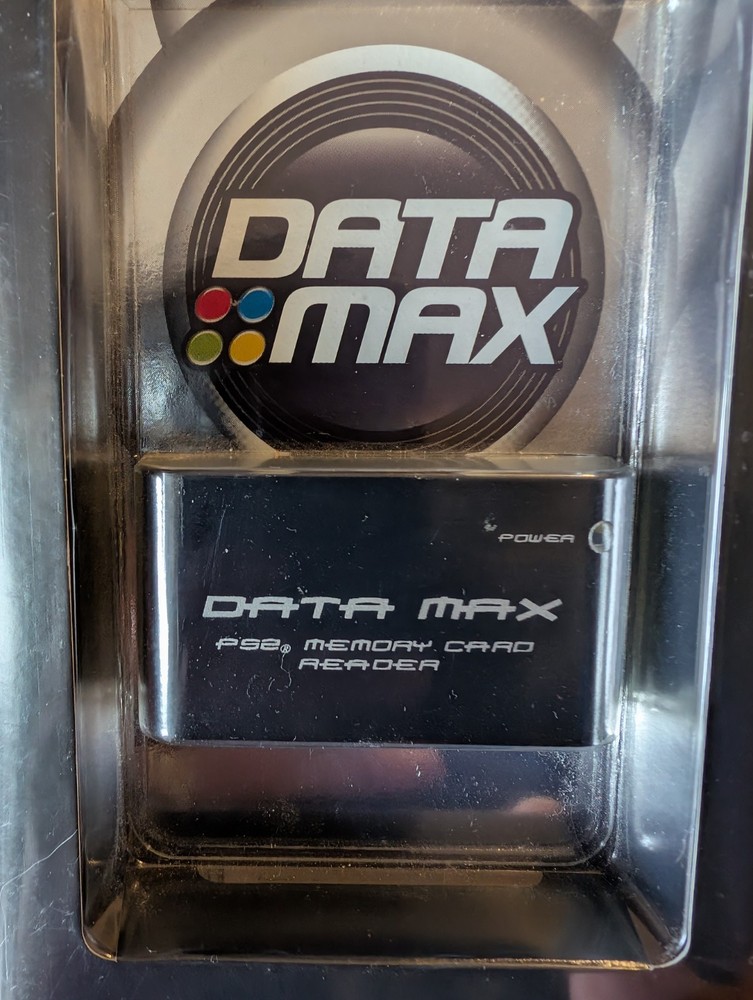 DATA
MAX
POWER
DATA MAX
PS2® MEMORY CARD
READER